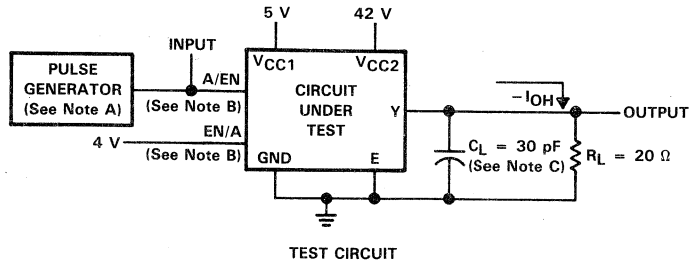 5 V
42 V
INPUT
PULSE
GENERATOR
(See Note A)
A/EN
(See Note B)
VCC1
VCC2
CIRCUIT
UNDER
TEST
Y
−IOH
OUTPUT
4 V
EN/A
(See Note B)
GND
E
CL = 30 pF
(See Note C)
RL = 20 Ω
TEST CIRCUIT